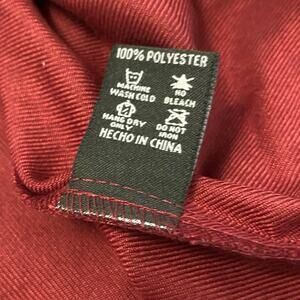 100% POLYESTER
MACHINE WASH COLD
NO BLEACH
HANG DRY ONLY
DO NOT IRON
HECHO IN CHINA